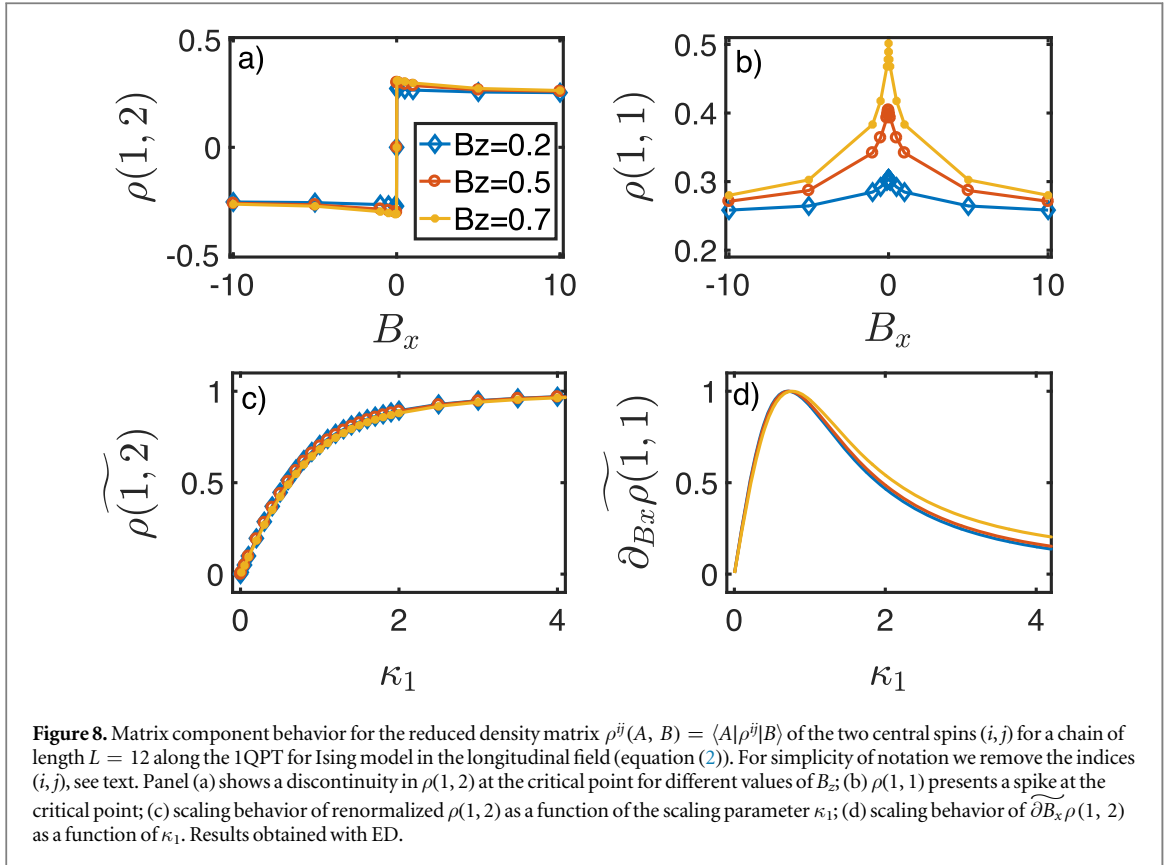 a)
0.5
0
-0.5
ρ(1, 2)
Bz=0.2
Bz=0.5
Bz=0.7
-10 0 10
B_x
b)
0.5
0.4
0.3
0.2
ρ(1, 1)
-10 0 10
B_x
c)
1
0.5
0
\widetilde{ρ(1, 2)}
0 2 4
κ₁
d)
1
0.5
0
\widetilde{∂_{Bx}ρ(1, 1)}
0 2 4
κ₁
Figure 8. Matrix component behavior for the reduced density matrix ρ^{ij}(A, B) = ⟨A|ρ^{ij}|B⟩ of the two central spins (i, j) for a chain of
length L = 12 along the 1QPT for Ising model in the longitudinal field (equation (2)). For simplicity of notation we remove the indices
(i, j), see text. Panel (a) shows a discontinuity in ρ(1, 2) at the critical point for different values of B_z; (b) ρ(1, 1) presents a spike at the
critical point; (c) scaling behavior of renormalized ρ(1, 2) as a function of the scaling parameter κ₁; (d) scaling behavior of \widetilde{∂B_x}ρ(1, 2)
as a function of κ₁. Results obtained with ED.